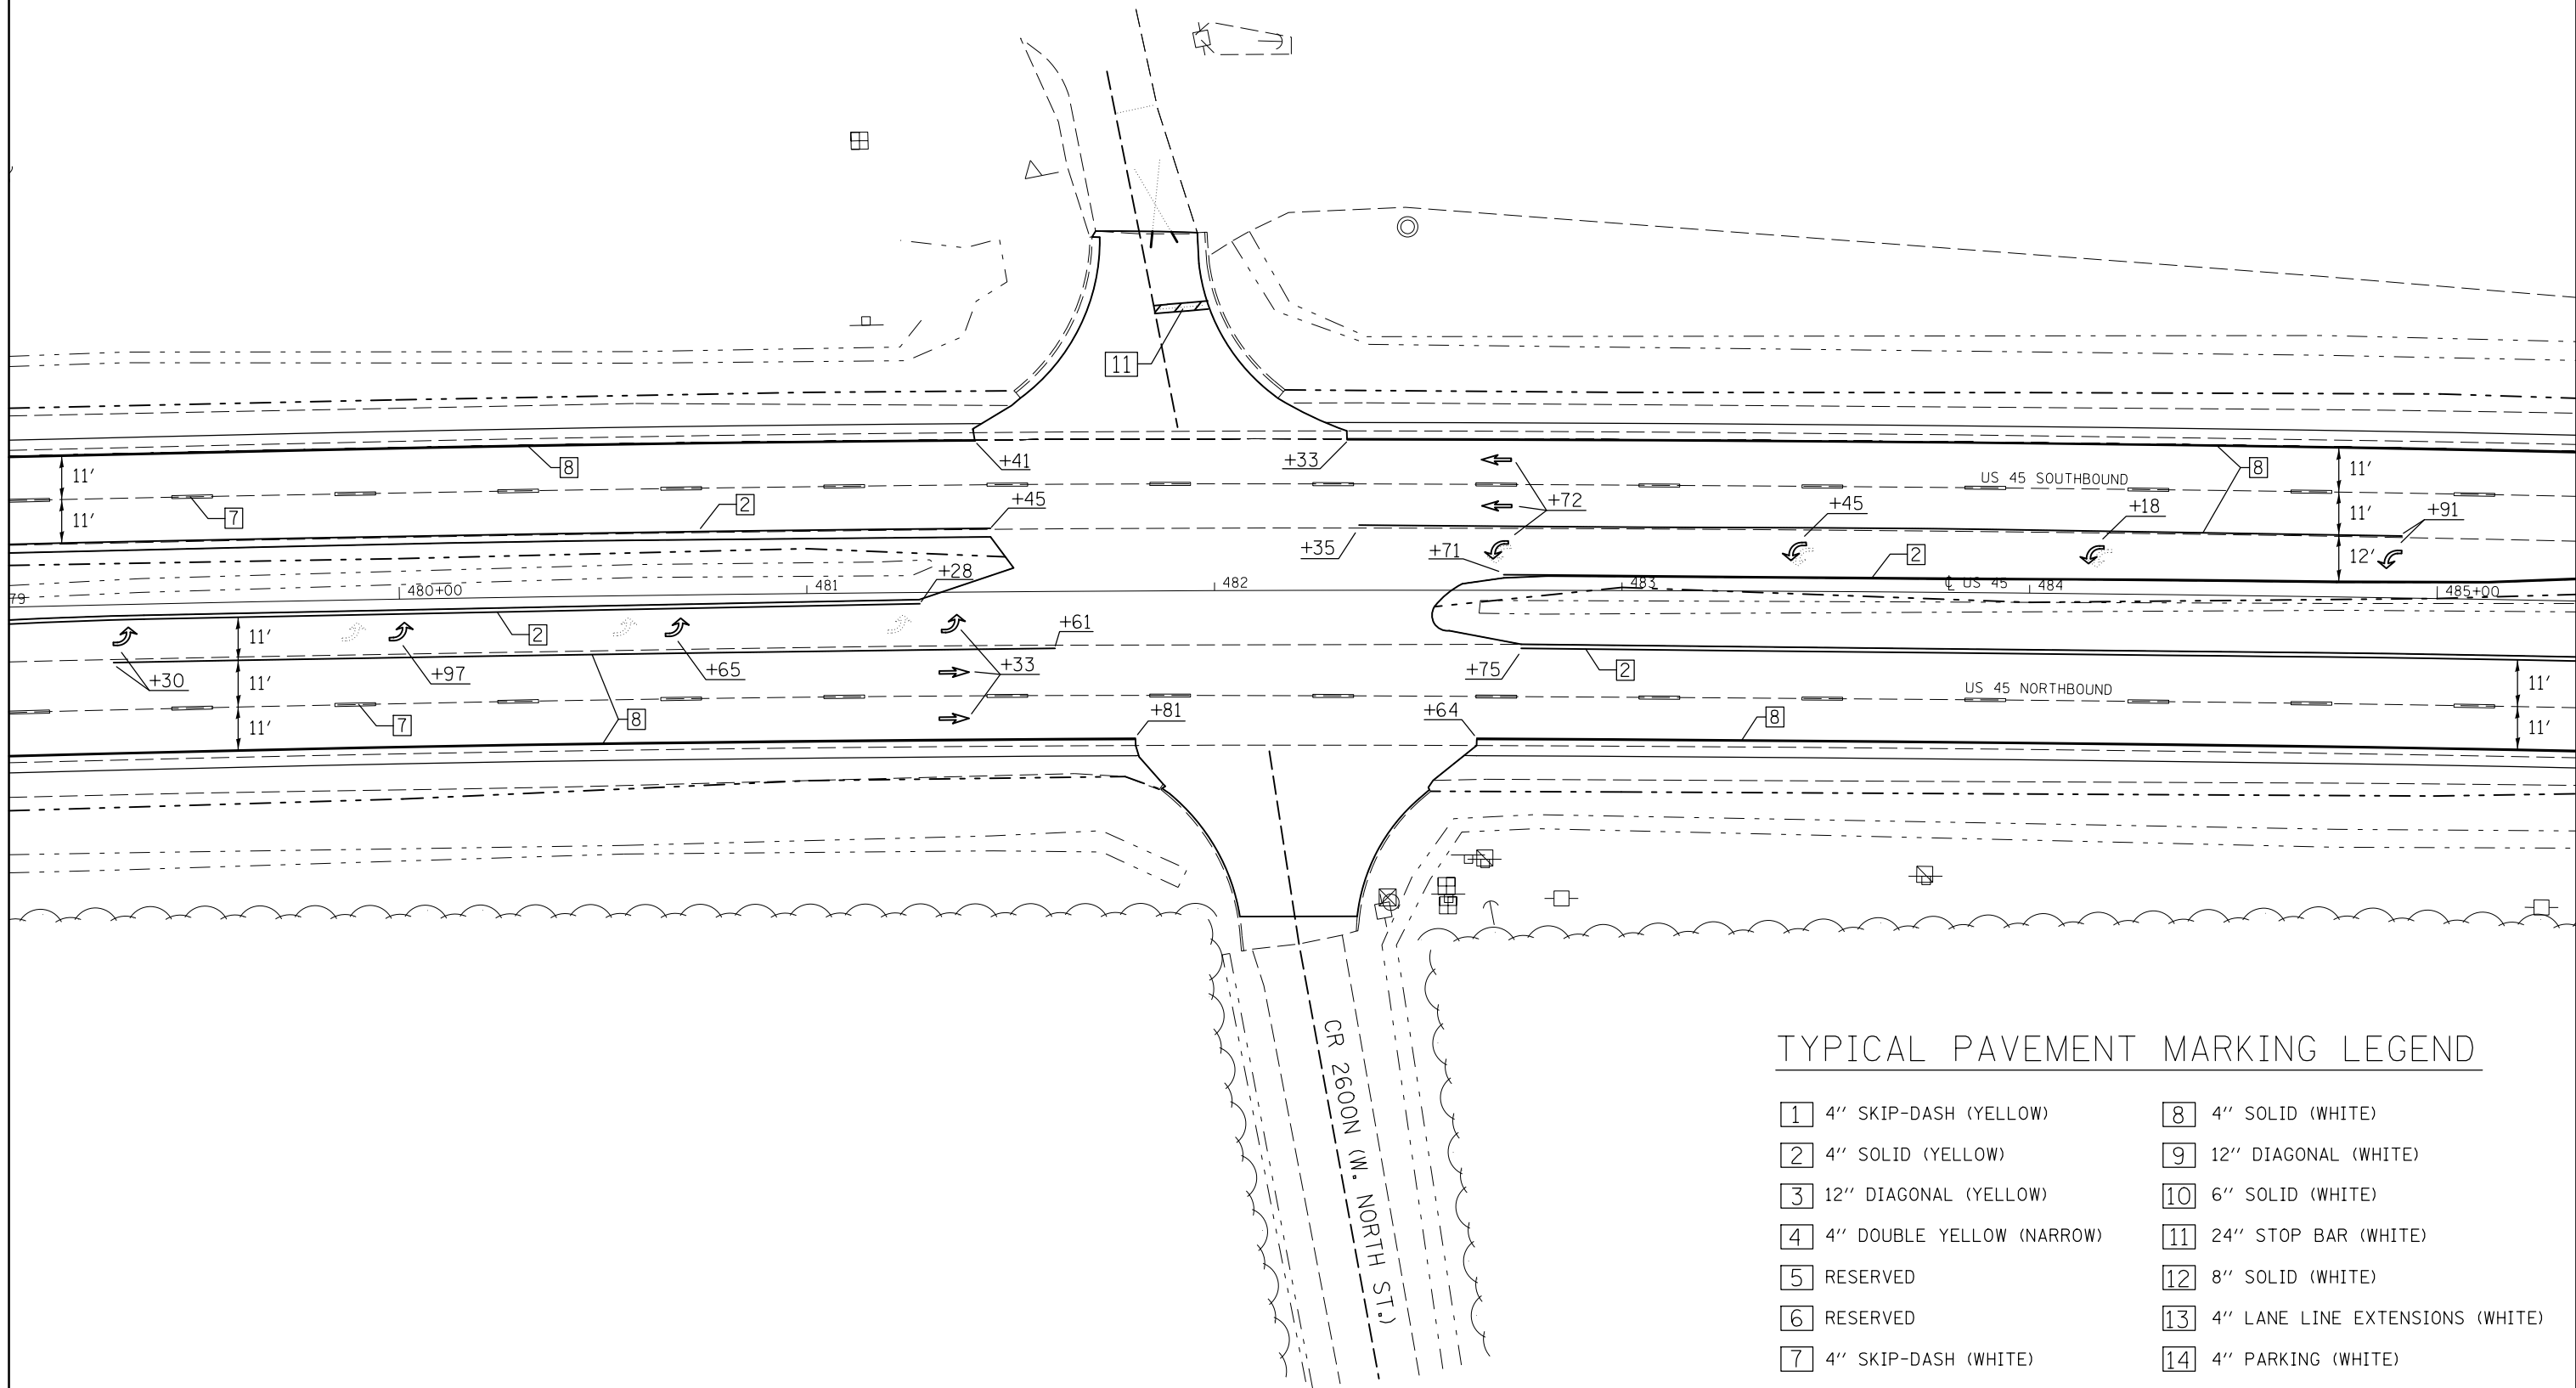 11
8
+41
+33
8
11'
11'
+45
US 45 SOUTHBOUND
11'
7
2
+72
+45
+18
+91
11'
11'
+35
+71
2
12'
+28
79
480+00
481
482
483
℄ US 45
484
485+00
11'
2
+61
+30
+97
+65
+33
+75
2
11'
US 45 NORTHBOUND
11'
11'
7
8
+81
+64
8
11'
11'
CR 2600N (W. NORTH ST.)
TYPICAL PAVEMENT MARKING LEGEND
1 4" SKIP-DASH (YELLOW)
2 4" SOLID (YELLOW)
3 12" DIAGONAL (YELLOW)
4 4" DOUBLE YELLOW (NARROW)
5 RESERVED
6 RESERVED
7 4" SKIP-DASH (WHITE)
8 4" SOLID (WHITE)
9 12" DIAGONAL (WHITE)
10 6" SOLID (WHITE)
11 24" STOP BAR (WHITE)
12 8" SOLID (WHITE)
13 4" LANE LINE EXTENSIONS (WHITE)
14 4" PARKING (WHITE)